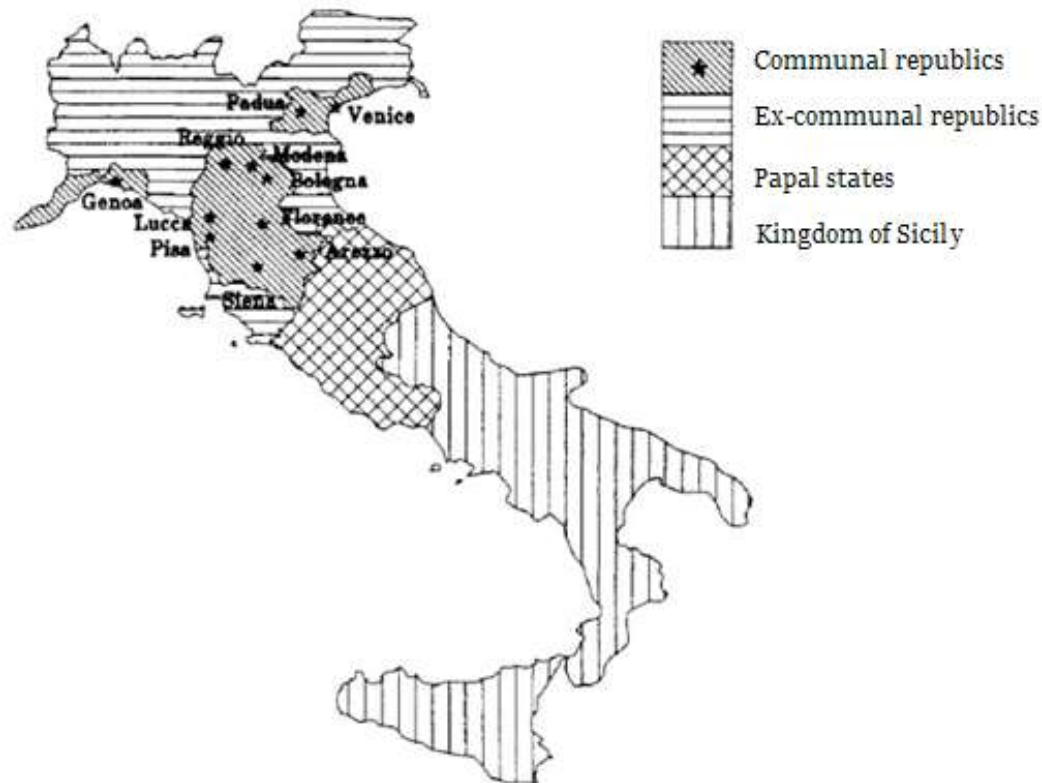 Communal republics
Ex-communal republics
Papal states
Kingdom of Sicily
Padua
Venice
Reggio
Modena
Bologna
Genoa
Lucca
Florence
Pisa
Arezzo
Siena